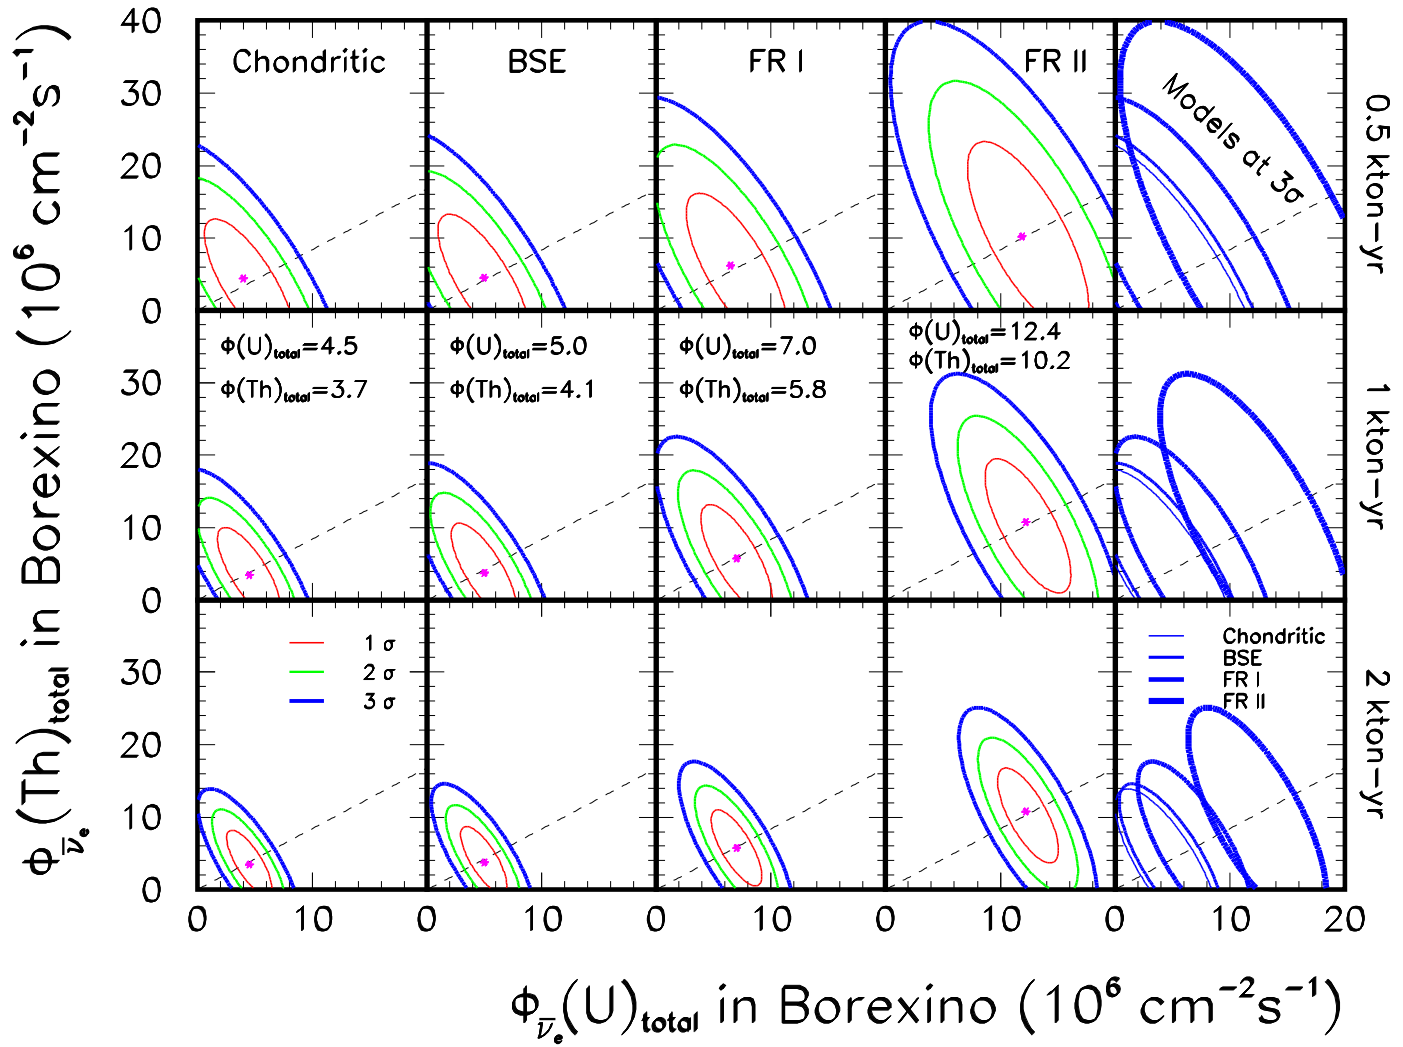 Φν̅ₑ(Th)total in Borexino (10⁶ cm⁻²s⁻¹)
40
30
20
10
0
Chondritic
BSE
FR I
FR II
Models at 3σ
0.5 kton-yr
30
20
10
0
Φ(U)total=4.5
Φ(Th)total=3.7
Φ(U)total=5.0
Φ(Th)total=4.1
Φ(U)total=7.0
Φ(Th)total=5.8
Φ(U)total=12.4
Φ(Th)total=10.2
1 kton-yr
30
20
10
0
1 σ
2 σ
3 σ
Chondritic
BSE
FR I
FR II
2 kton-yr
0 10 0 10 0 10 0 10 0 10 20
Φν̅ₑ(U)total in Borexino (10⁶ cm⁻²s⁻¹)